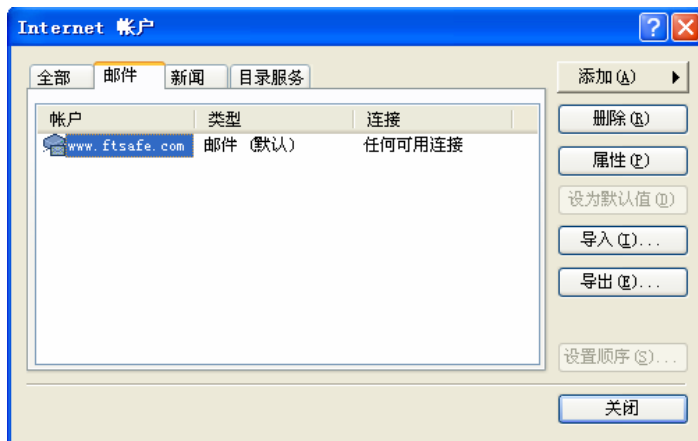 Internet 帐户
全部 邮件 新闻 目录服务
添加(A)
帐户 类型 连接
www.ftsafe.com 邮件 (默认) 任何可用连接
删除(R)
属性(P)
设为默认值(D)
导入(I)...
导出(E)...
设置顺序(S)...
关闭